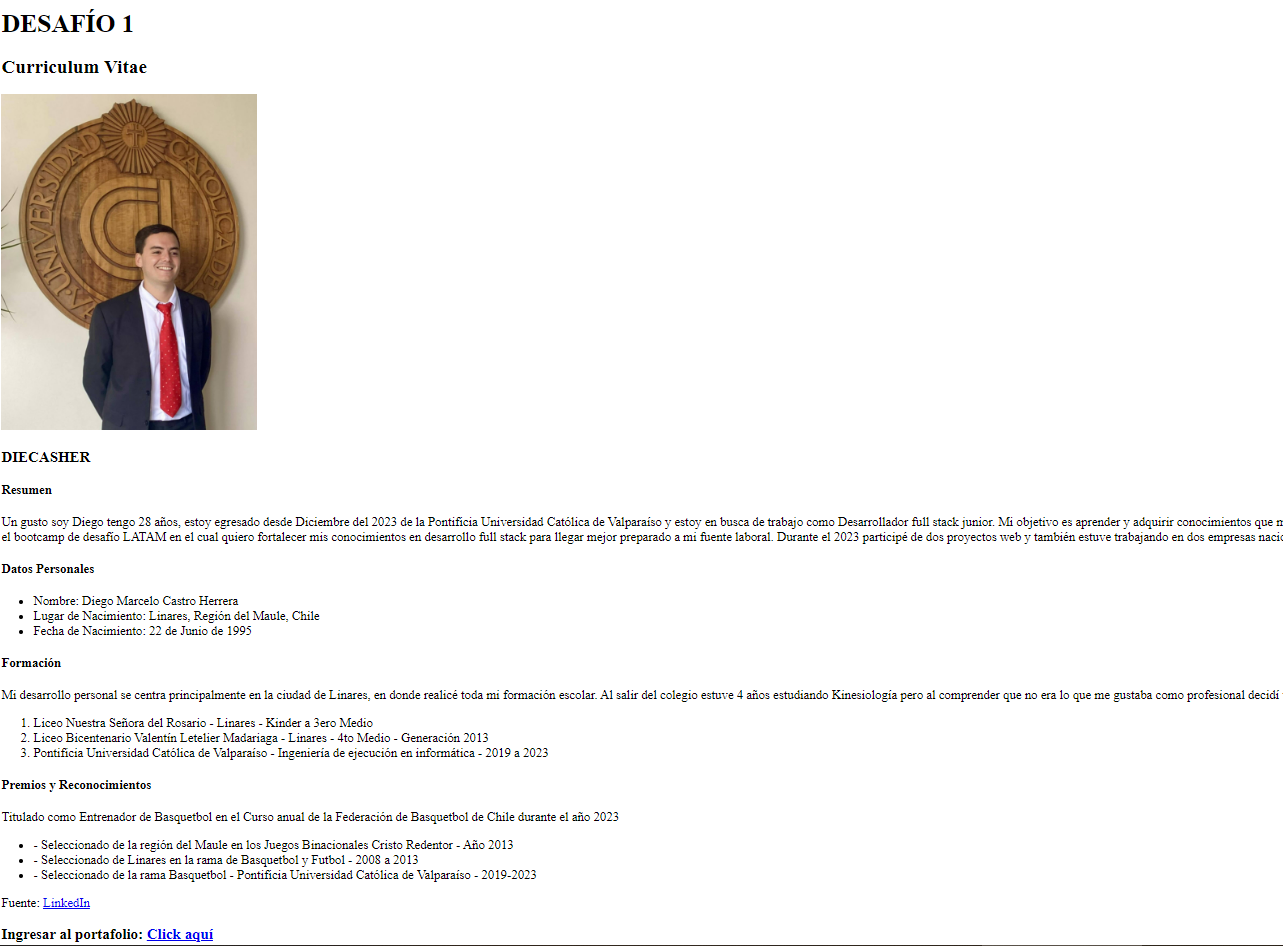 DESAFÍO 1
Curriculum Vitae
UNIVERSIDAD CATOLICA DE
DIECASHER
Resumen
Un gusto soy Diego tengo 28 años, estoy egresado desde Diciembre del 2023 de la Pontificia Universidad Católica de Valparaíso y estoy en busca de trabajo como Desarrollador full stack junior. Mi objetivo es aprender y adquirir conocimientos que
el bootcamp de desafío LATAM en el cual quiero fortalecer mis conocimientos en desarrollo full stack para llegar mejor preparado a mi fuente laboral. Durante el 2023 participé de dos proyectos web y también estuve trabajando en dos empresas
Datos Personales
• Nombre: Diego Marcelo Castro Herrera
• Lugar de Nacimiento: Linares, Región del Maule, Chile
• Fecha de Nacimiento: 22 de Junio de 1995
Formación
Mi desarrollo personal se centra principalmente en la ciudad de Linares, en donde realicé toda mi formación escolar. Al salir del colegio estuve 4 años estudiando Kinesiología pero al comprender que no era lo que me gustaba como profesional decidí
1. Liceo Nuestra Señora del Rosario - Linares - Kinder a 3ero Medio
2. Liceo Bicentenario Valentín Letelier Madariaga - Linares - 4to Medio - Generación 2013
3. Pontificia Universidad Católica de Valparaíso - Ingeniería de ejecución en informática - 2019 a 2023
Premios y Reconocimientos
Titulado como Entrenador de Basquetbol en el Curso anual de la Federación de Basquetbol de Chile durante el año 2023
• - Seleccionado de la región del Maule en los Juegos Binacionales Cristo Redentor - Año 2013
• - Seleccionado de Linares en la rama de Basquetbol y Futbol - 2008 a 2013
• - Seleccionado de la rama Basquetbol - Pontificia Universidad Católica de Valparaíso - 2019-2023
Fuente: LinkedIn
Ingresar al portafolio: Click aquí